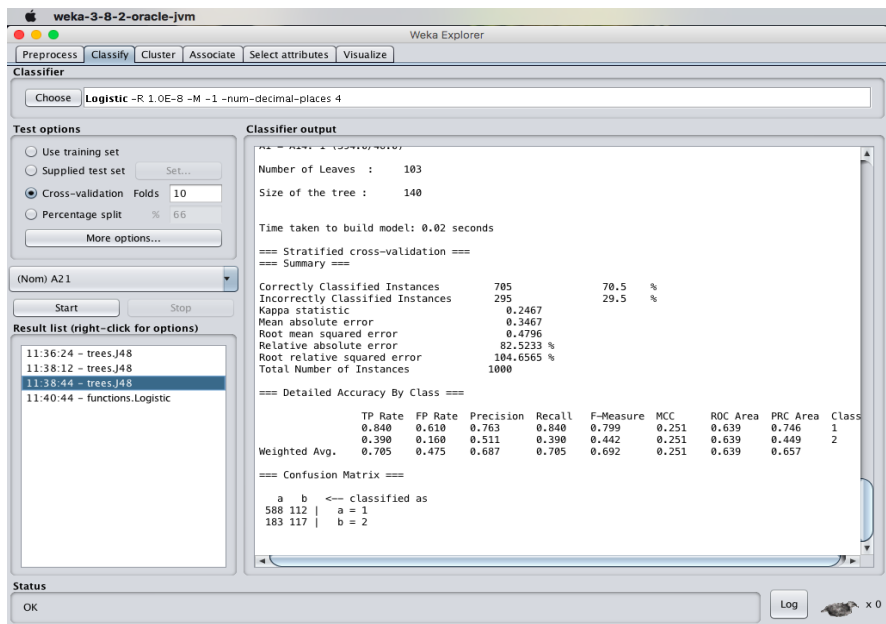 weka-3-8-2-oracle-jvm
Weka Explorer
Preprocess Classify Cluster Associate Select attributes Visualize
Classifier
Choose Logistic -R 1.0E-8 -M -1 -num-decimal-places 4
Test options
Use training set
Supplied test set Set...
Cross-validation Folds 10
Percentage split % 66
More options...
(Nom) A21
Start Stop
Result list (right-click for options)
11:36:24 - trees.J48
11:38:12 - trees.J48
11:38:44 - trees.J48
11:40:44 - functions.Logistic
Classifier output
Number of Leaves : 103
Size of the tree : 140
Time taken to build model: 0.02 seconds
=== Stratified cross-validation ===
=== Summary ===
Correctly Classified Instances 705 70.5 %
Incorrectly Classified Instances 295 29.5 %
Kappa statistic 0.2467
Mean absolute error 0.3467
Root mean squared error 0.4796
Relative absolute error 82.5233 %
Root relative squared error 104.6565 %
Total Number of Instances 1000
=== Detailed Accuracy By Class ===
TP Rate FP Rate Precision Recall F-Measure MCC ROC Area PRC Area Class
0.840 0.610 0.763 0.840 0.799 0.251 0.639 0.746 1
0.390 0.160 0.511 0.390 0.442 0.251 0.639 0.449 2
Weighted Avg. 0.705 0.475 0.687 0.705 0.692 0.251 0.639 0.657
=== Confusion Matrix ===
a b <-- classified as
588 112 | a = 1
183 117 | b = 2
Status
OK
Log
x 0